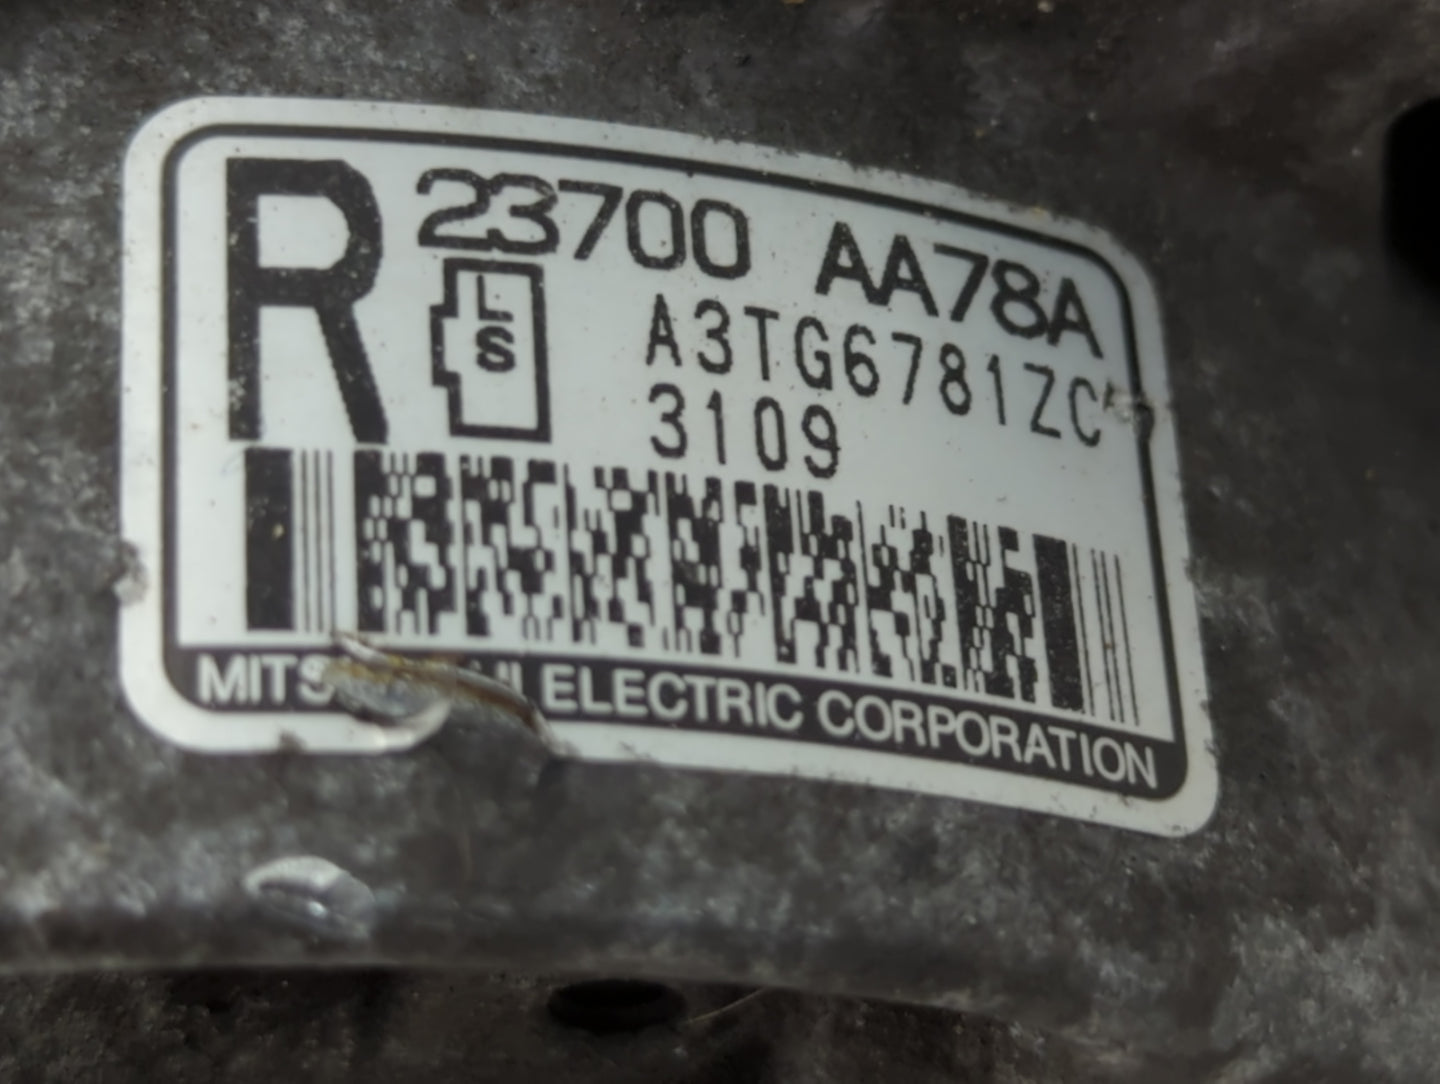 R 23700 AA78A
L
S
A3TG6781ZC
3109
ELECTRIC CORPORATION